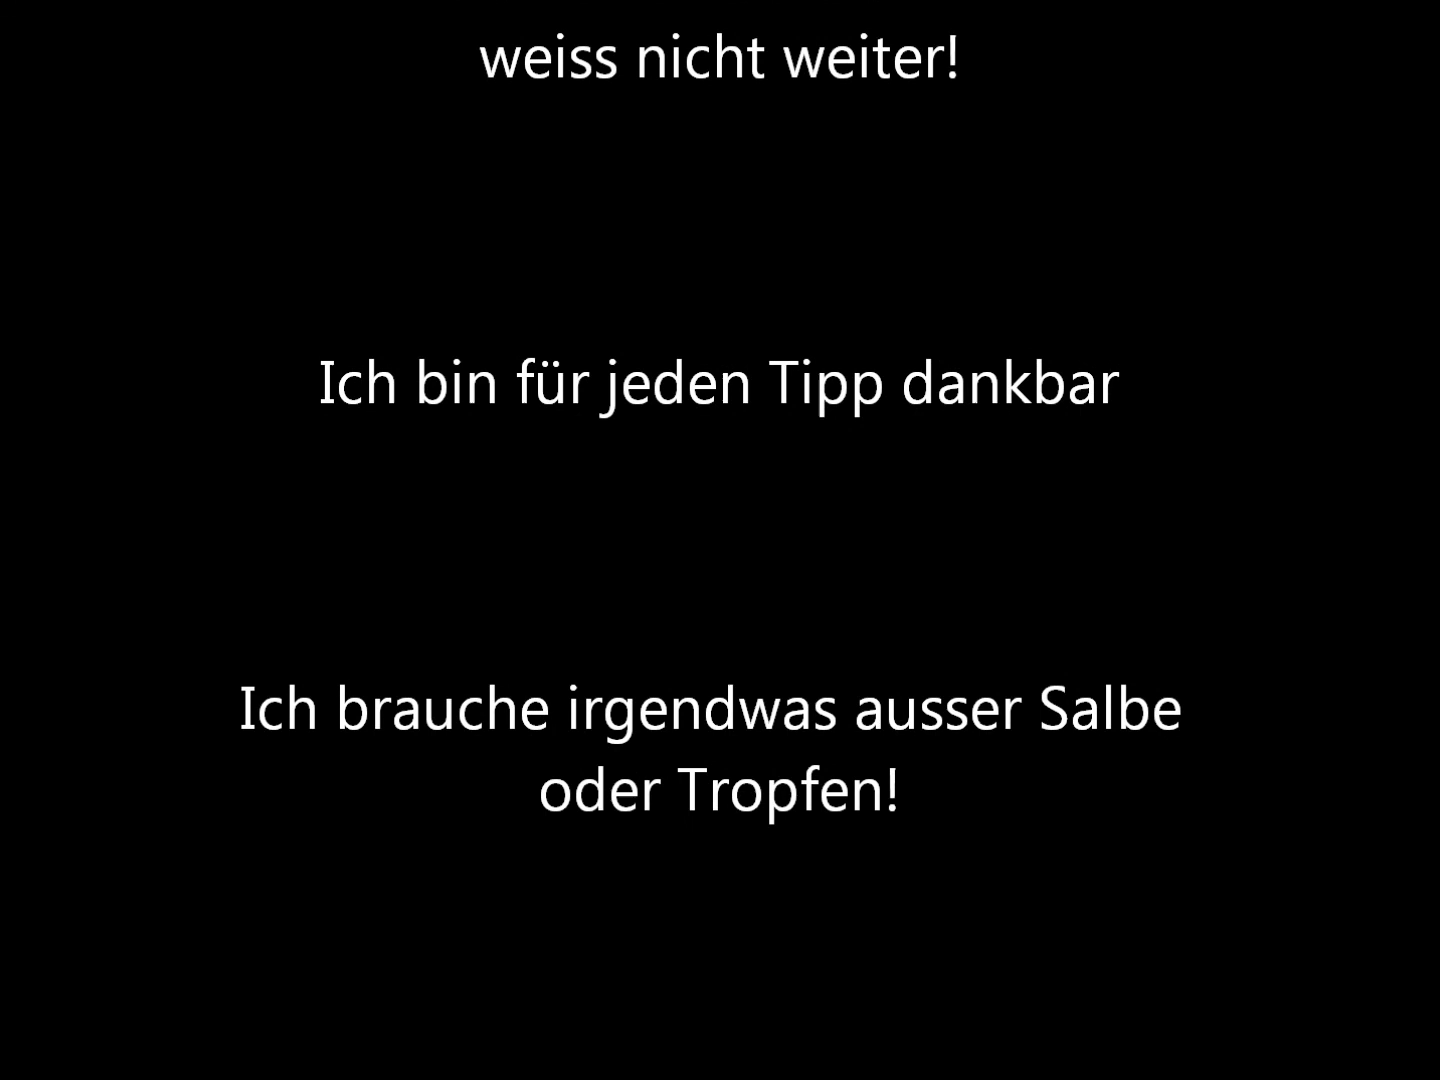 weiss nicht weiter!
Ich bin für jeden Tipp dankbar
Ich brauche irgendwas ausser Salbe
oder Tropfen!